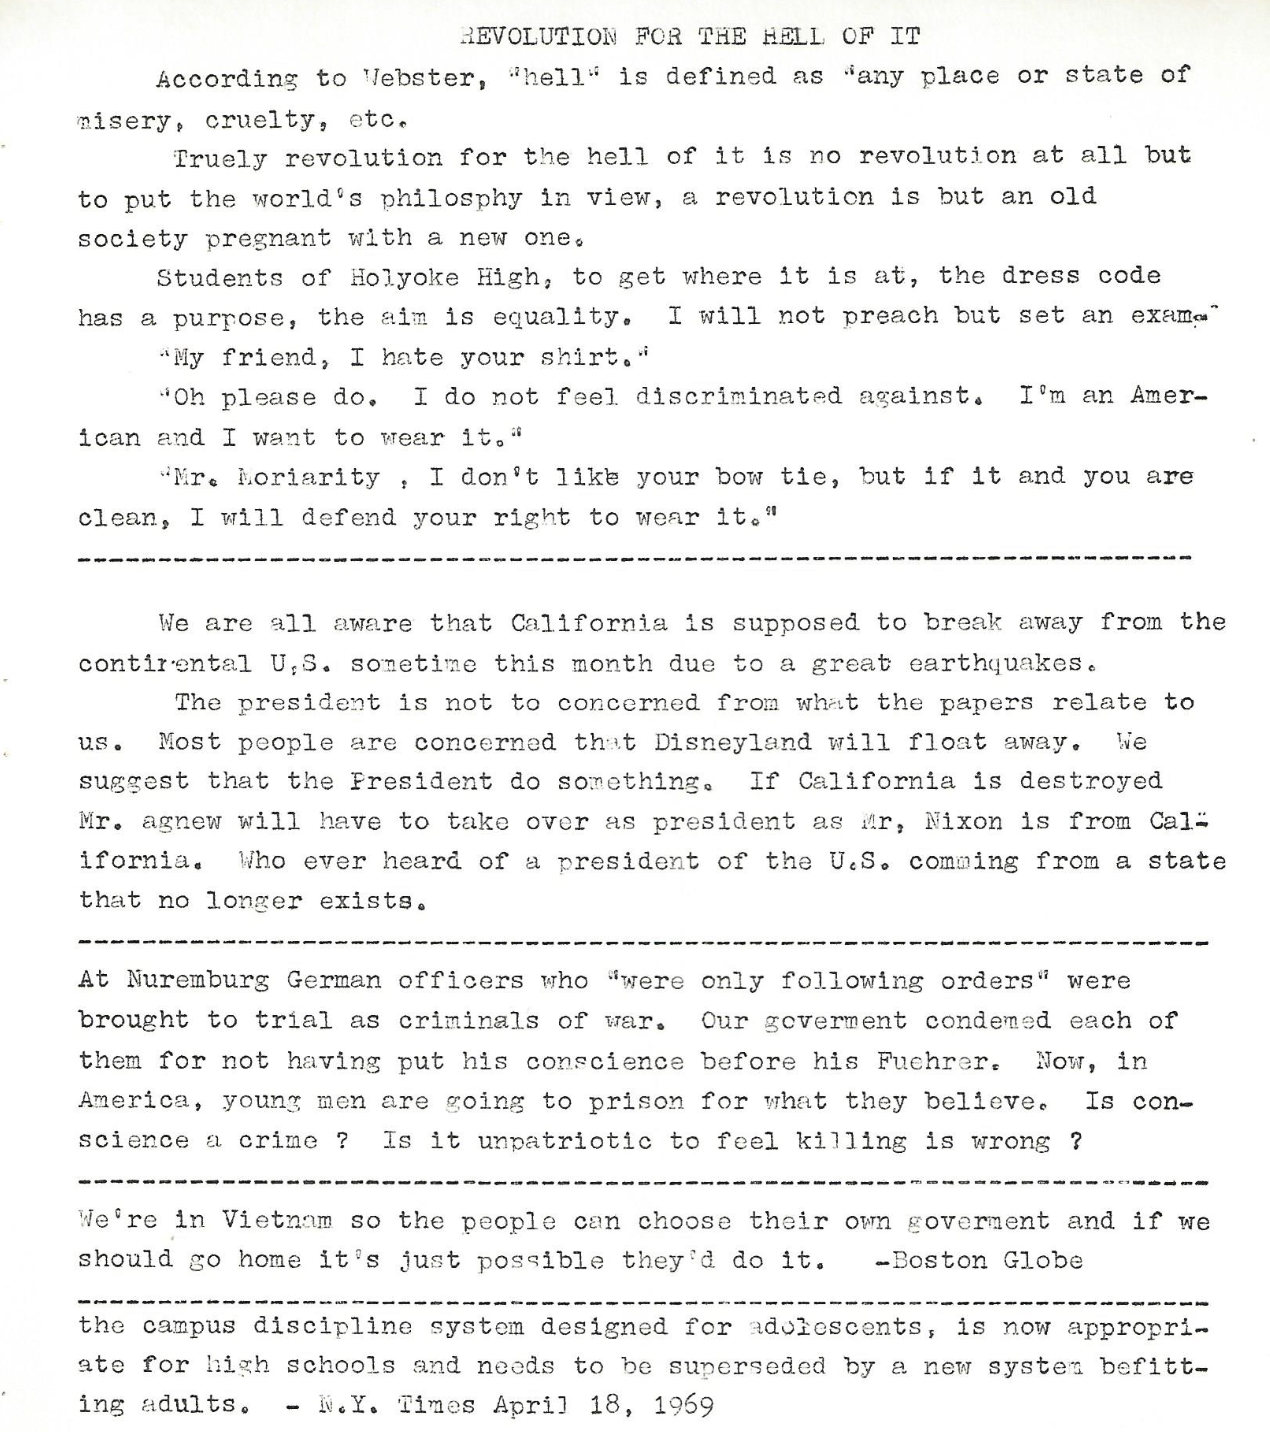 REVOLUTION FOR THE HELL OF IT
According to Webster, "hell" is defined as "any place or state of
misery, cruelty, etc.
Truely revolution for the hell of it is no revolution at all but
to put the world's philosphy in view, a revolution is but an old
society pregnant with a new one.
Students of Holyoke High, to get where it is at, the dress code
has a purpose, the aim is equality. I will not preach but set an exam-
"My friend, I hate your shirt."
"Oh please do. I do not feel discriminated against. I'm an Amer-
ican and I want to wear it."
"Mr. Moriarity , I don't like your bow tie, but if it and you are
clean, I will defend your right to wear it."
We are all aware that California is supposed to break away from the
continental U.S. sometime this month due to a great earthquakes.
The president is not to concerned from what the papers relate to
us. Most people are concerned that Disneyland will float away. We
suggest that the President do something. If California is destroyed
Mr. agnew will have to take over as president as Mr, Nixon is from Cal-
ifornia. Who ever heard of a president of the U.S. comming from a state
that no longer exists.
At Nuremburg German officers who "were only following orders" were
brought to trial as criminals of war. Our goverment condemed each of
them for not having put his conscience before his Fuehrer. Now, in
America, young men are going to prison for what they believe. Is con-
science a crime ? Is it unpatriotic to feel killing is wrong ?
We're in Vietnam so the people can choose their own goverment and if we
should go home it's just possible they'd do it. -Boston Globe
the campus discipline system designed for adolescents, is now appropri-
ate for high schools and needs to be superseded by a new system befitt-
ing adults. - N.Y. Times April 18, 1969